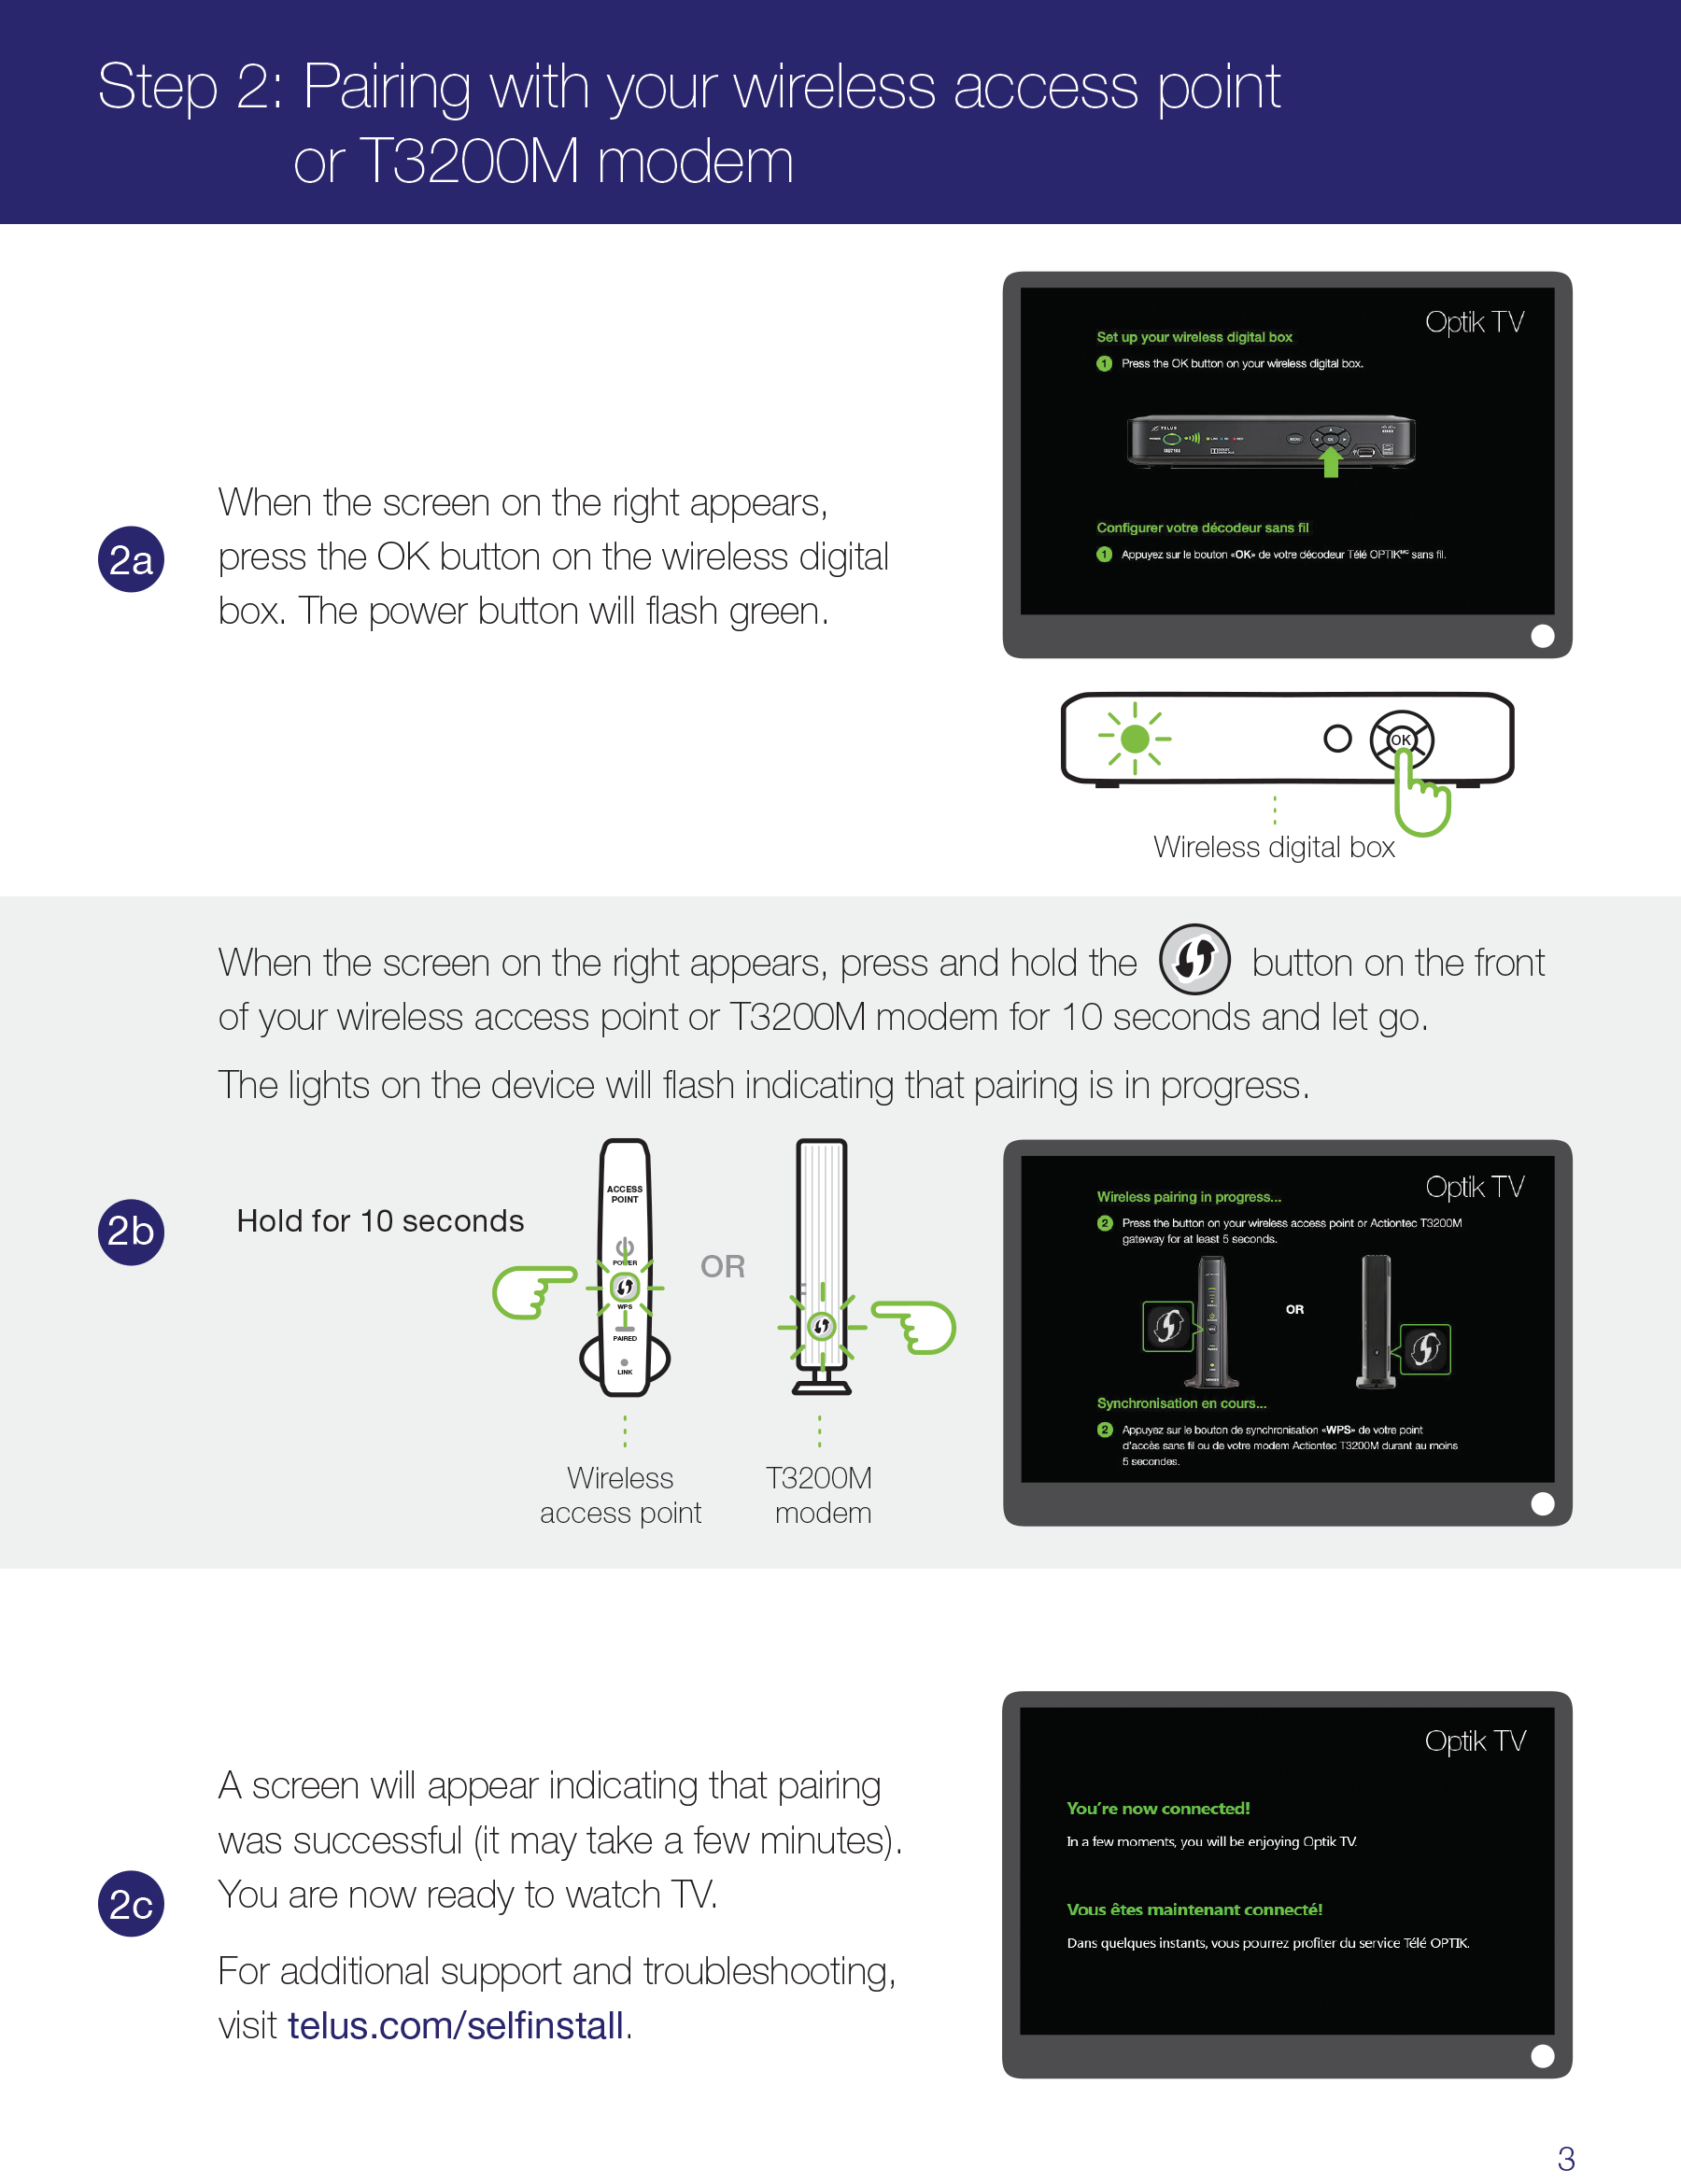 Step 2: Pairing with your wireless access point
or T3200M modem
2a
When the screen on the right appears,
press the OK button on the wireless digital
box. The power button will flash green.
Optik TV
Set up your wireless digital box
1 Press the OK button on your wireless digital box.
TELUS
MENU
OK
Configurer votre décodeur sans fil
1 Appuyez sur le bouton «OK» de votre décodeur Télé OPTIKMC sans fil.
OK
Wireless digital box
When the screen on the right appears, press and hold the button on the front
of your wireless access point or T3200M modem for 10 seconds and let go.
The lights on the device will flash indicating that pairing is in progress.
2b
Hold for 10 seconds
ACCESS
POINT
POWER
WPS
PAIRED
LINK
OR
Wireless
access point
T3200M
modem
Optik TV
Wireless pairing in progress...
2 Press the button on your wireless access point or Actiontec T3200M
gateway for at least 5 seconds.
OR
Synchronisation en cours...
2 Appuyez sur le bouton de synchronisation «WPS» de votre point
d'accès sans fil ou de votre modem Actiontec T3200M durant au moins
5 secondes.
2c
A screen will appear indicating that pairing
was successful (it may take a few minutes).
You are now ready to watch TV.
For additional support and troubleshooting,
visit telus.com/selfinstall.
Optik TV
You're now connected!
In a few moments, you will be enjoying Optik TV.
Vous êtes maintenant connecté!
Dans quelques instants, vous pourrez profiter du service Télé OPTIK.
3